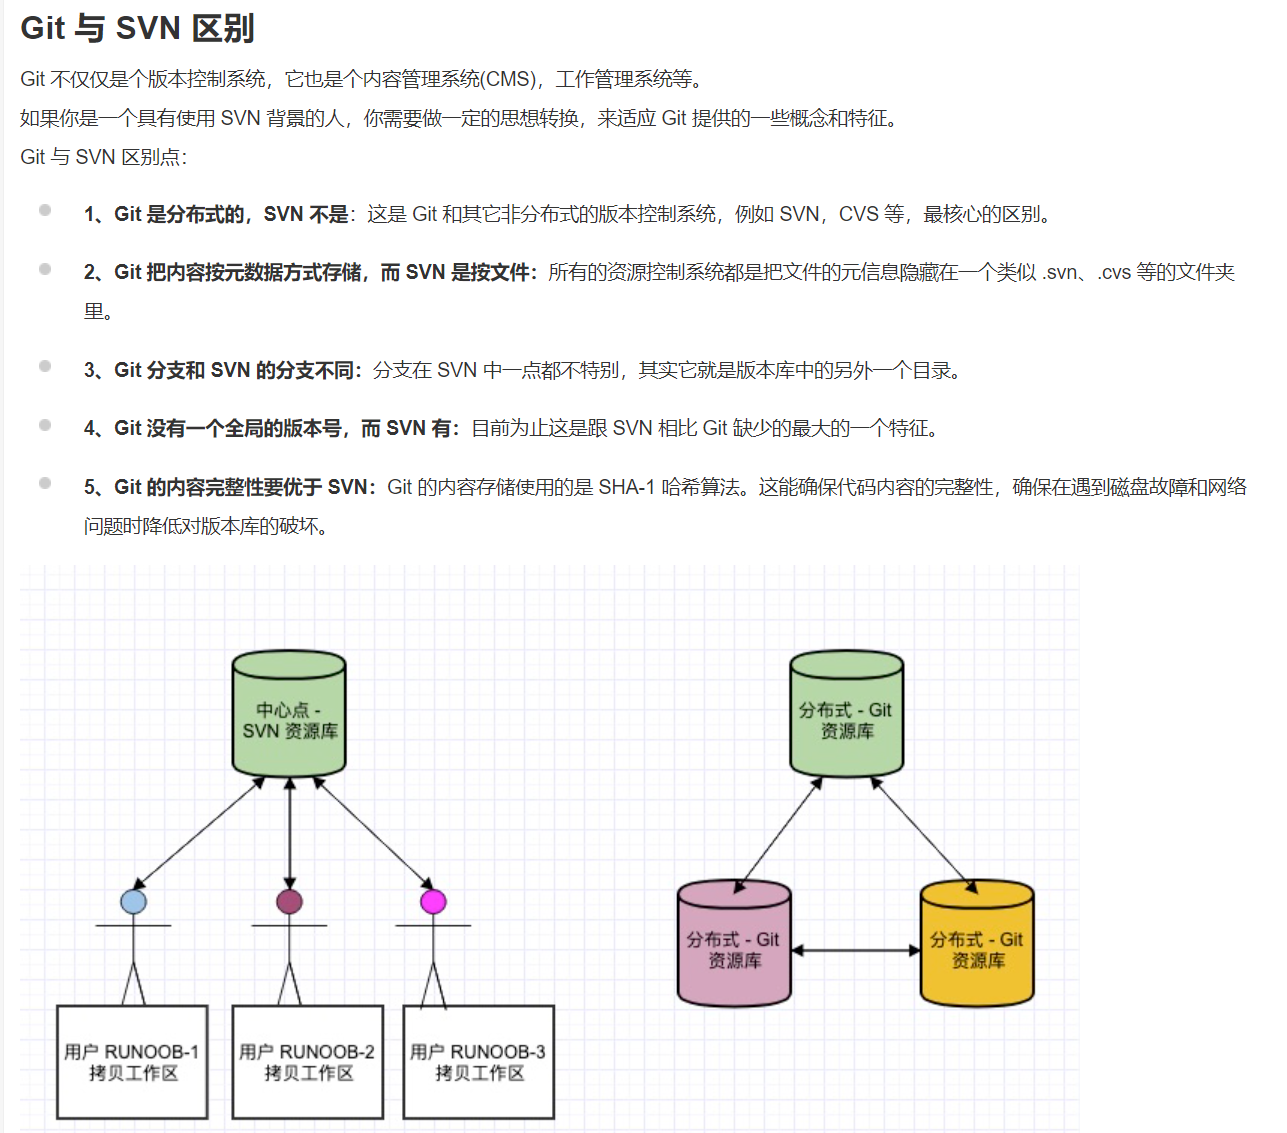 Git 与 SVN 区别
Git 不仅仅是个版本控制系统，它也是个内容管理系统(CMS)，工作管理系统等。
如果你是一个具有使用 SVN 背景的人，你需要做一定的思想转换，来适应 Git 提供的一些概念和特征。
Git 与 SVN 区别点：
1、Git 是分布式的，SVN 不是：这是 Git 和其它非分布式的版本控制系统，例如 SVN，CVS 等，最核心的区别。
2、Git 把内容按元数据方式存储，而 SVN 是按文件：所有的资源控制系统都是把文件的元信息隐藏在一个类似 .svn、.cvs 等的文件夹
里。
3、Git 分支和 SVN 的分支不同：分支在 SVN 中一点都不特别，其实它就是版本库中的另外一个目录。
4、Git 没有一个全局的版本号，而 SVN 有：目前为止这是跟 SVN 相比 Git 缺少的最大的一个特征。
5、Git 的内容完整性要优于 SVN：Git 的内容存储使用的是 SHA-1 哈希算法。这能确保代码内容的完整性，确保在遇到磁盘故障和网络
问题时降低对版本库的破坏。
中心点 -
SVN 资源库
用户 RUNOOB-1
拷贝工作区
用户 RUNOOB-2
拷贝工作区
用户 RUNOOB-3
拷贝工作区
分布式 - Git
资源库
分布式 - Git
资源库
分布式 - Git
资源库